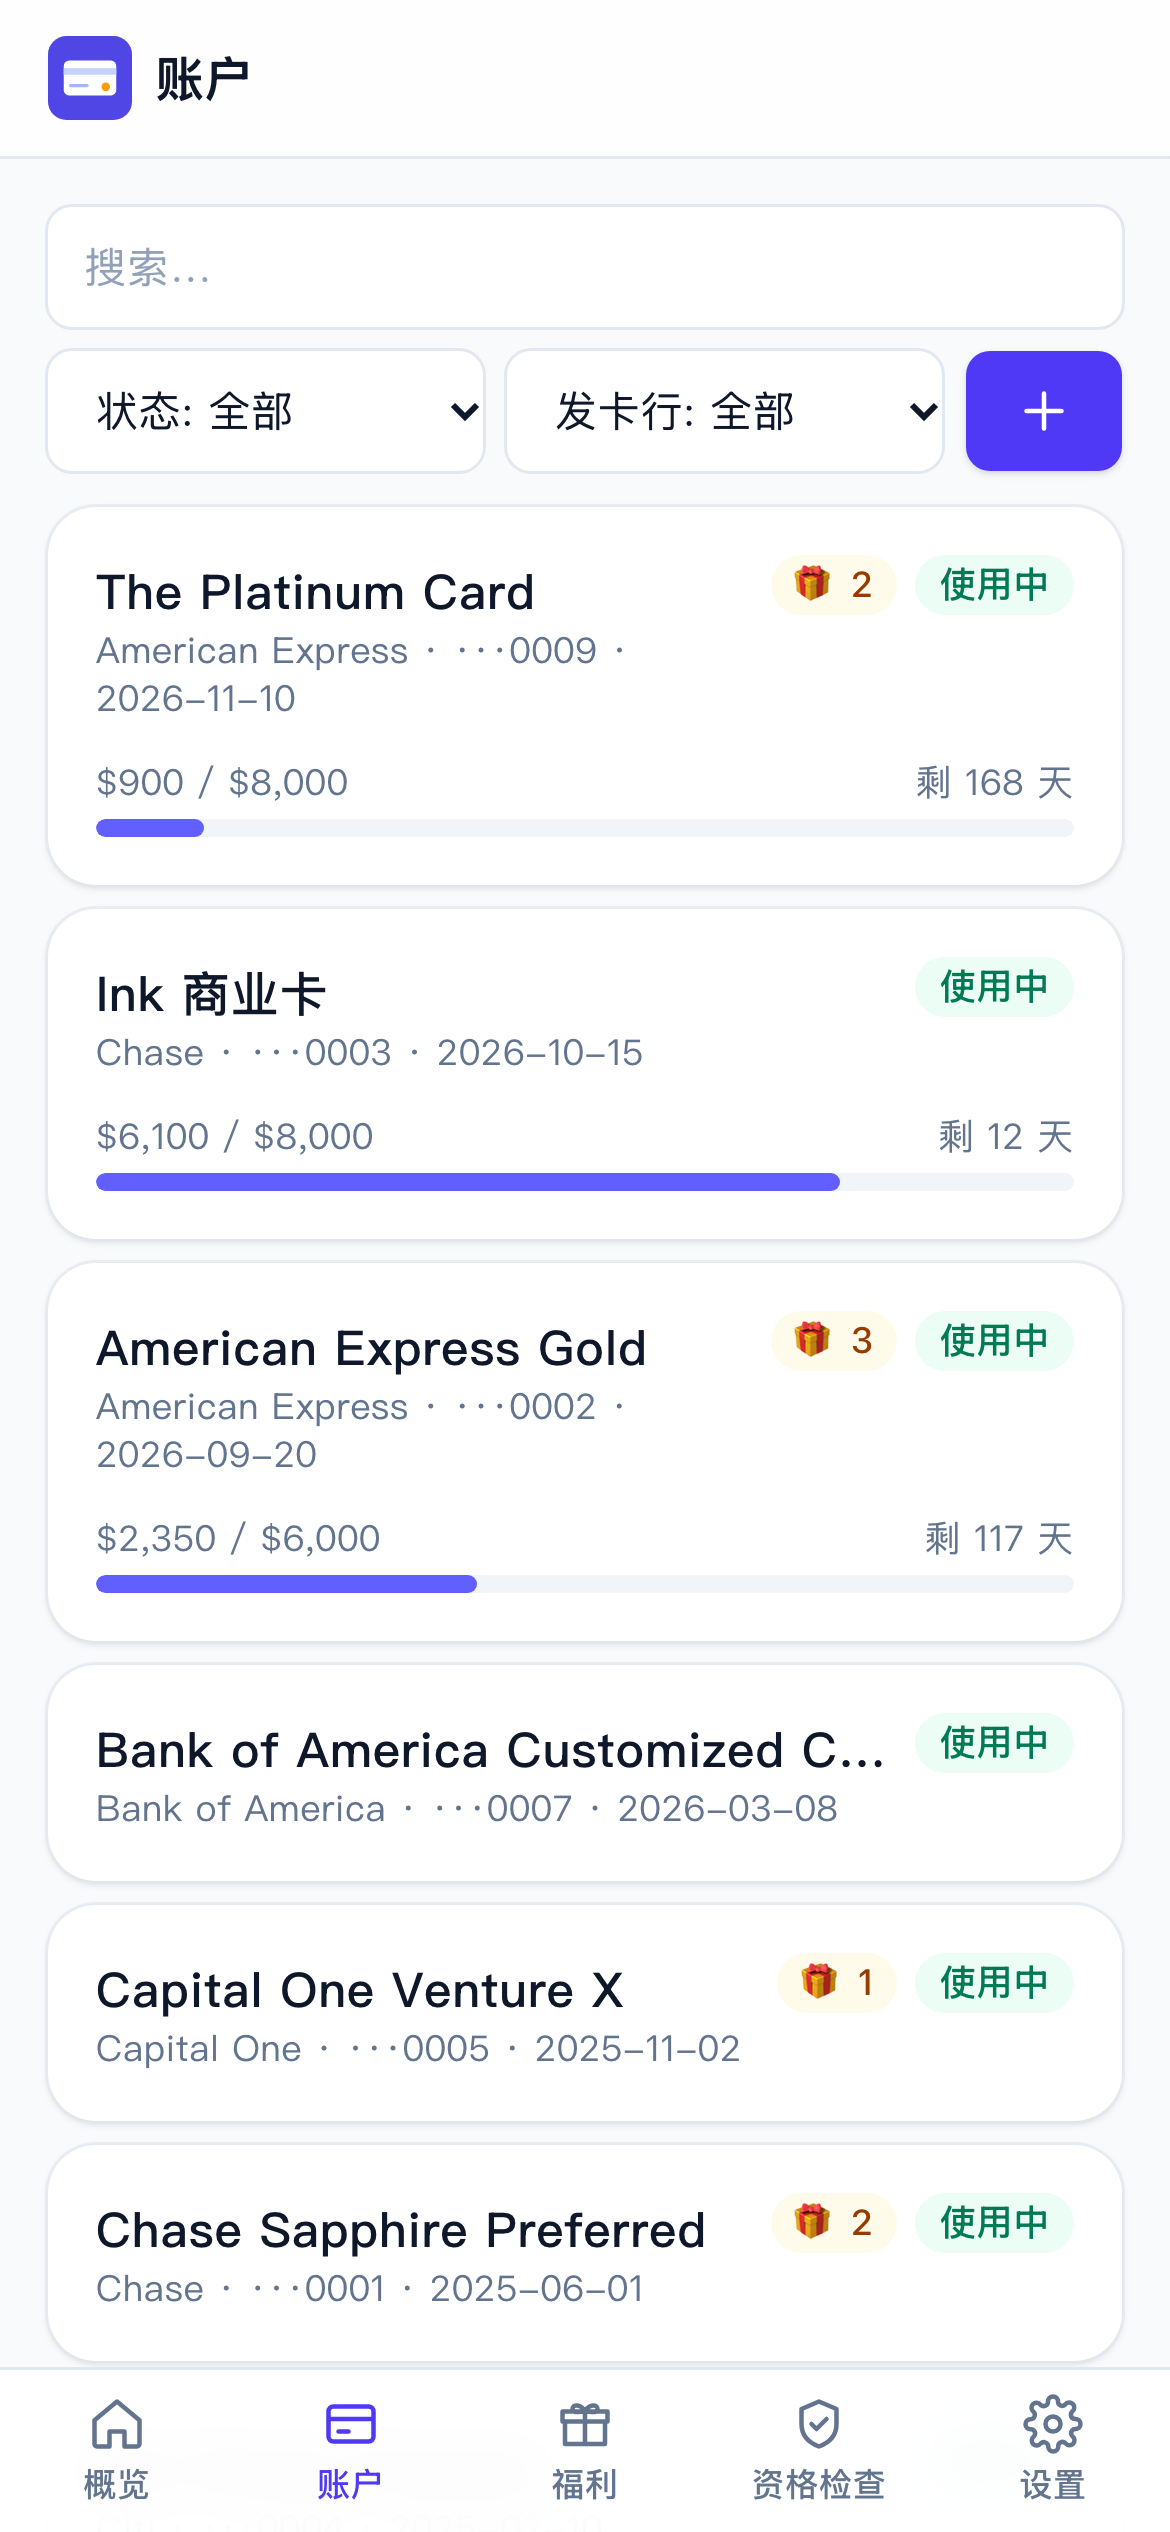 账户
搜索...
状态: 全部
发卡行: 全部
The Platinum Card
2
使用中
American Express · ···0009 ·
2026-11-10
$900 / $8,000
剩 168 天
Ink 商业卡
使用中
Chase · ···0003 · 2026-10-15
$6,100 / $8,000
剩 12 天
American Express Gold
3
使用中
American Express · ···0002 ·
2026-09-20
$2,350 / $6,000
剩 117 天
Bank of America Customized C...
使用中
Bank of America · ···0007 · 2026-03-08
Capital One Venture X
1
使用中
Capital One · ···0005 · 2025-11-02
Chase Sapphire Preferred
2
使用中
Chase · ···0001 · 2025-06-01
概览
账户
福利
资格检查
设置